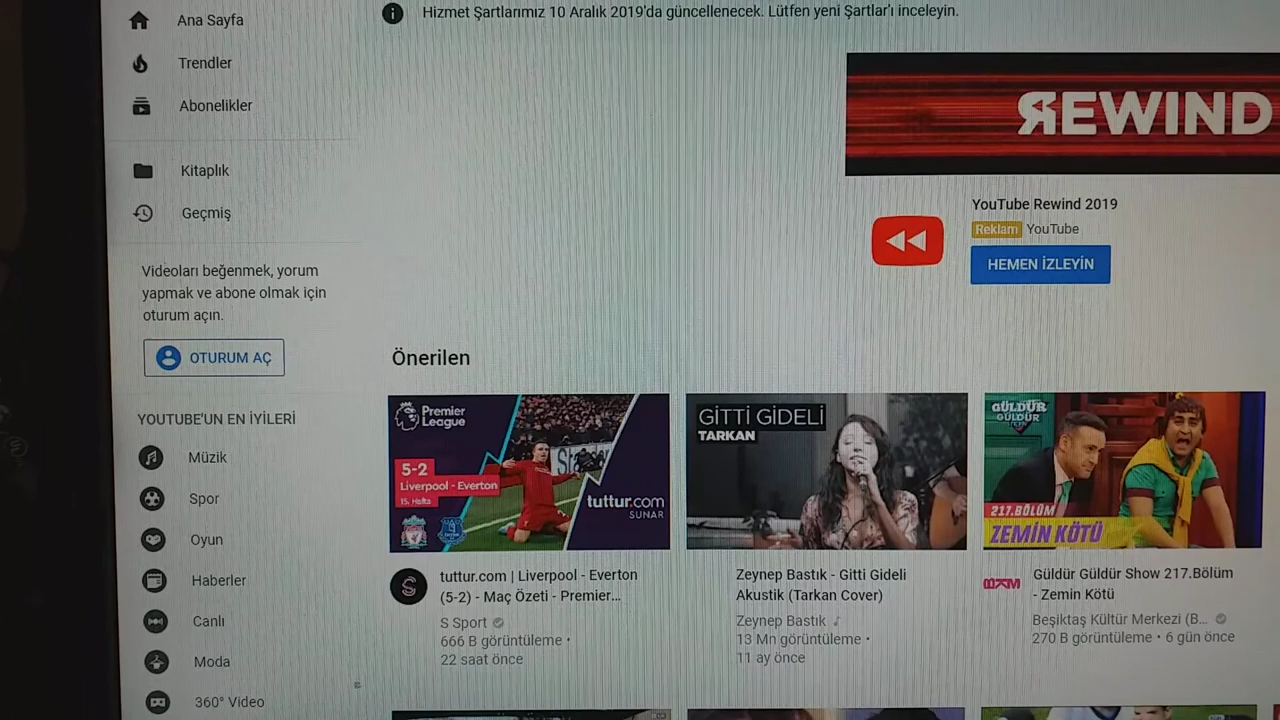 Ana Sayfa
Trendler
Abonelikler
Kitaplık
Geçmiş
Videoları beğenmek, yorum
yapmak ve abone olmak için
oturum açın.
OTURUM AÇ
YOUTUBE'UN EN İYİLERİ
Müzik
Spor
Oyun
Haberler
Canlı
Moda
360° Video
Hizmet Şartlarımız 10 Aralık 2019'da güncellenecek. Lütfen yeni Şartlar'ı inceleyin.
REWIND
YouTube Rewind 2019
Reklam YouTube
HEMEN İZLEYİN
Önerilen
Premier
League
5-2
Liverpool - Everton
15. Hafta
tuttur.com
SUNAR
tuttur.com | Liverpool - Everton
(5-2) - Maç Özeti - Premier...
S Sport
666 B görüntüleme •
22 saat önce
GİTTİ GİDELİ
TARKAN
Zeynep Bastık - Gitti Gideli
Akustik (Tarkan Cover)
Zeynep Bastık
13 Mn görüntüleme •
11 ay önce
GÜLDÜR
GÜLDÜR
217.BÖLÜM
ZEMİN KÖTÜ
BKM
Güldür Güldür Show 217.Bölüm
- Zemin Kötü
Beşiktaş Kültür Merkezi (B...
270 B görüntüleme • 6 gün önce